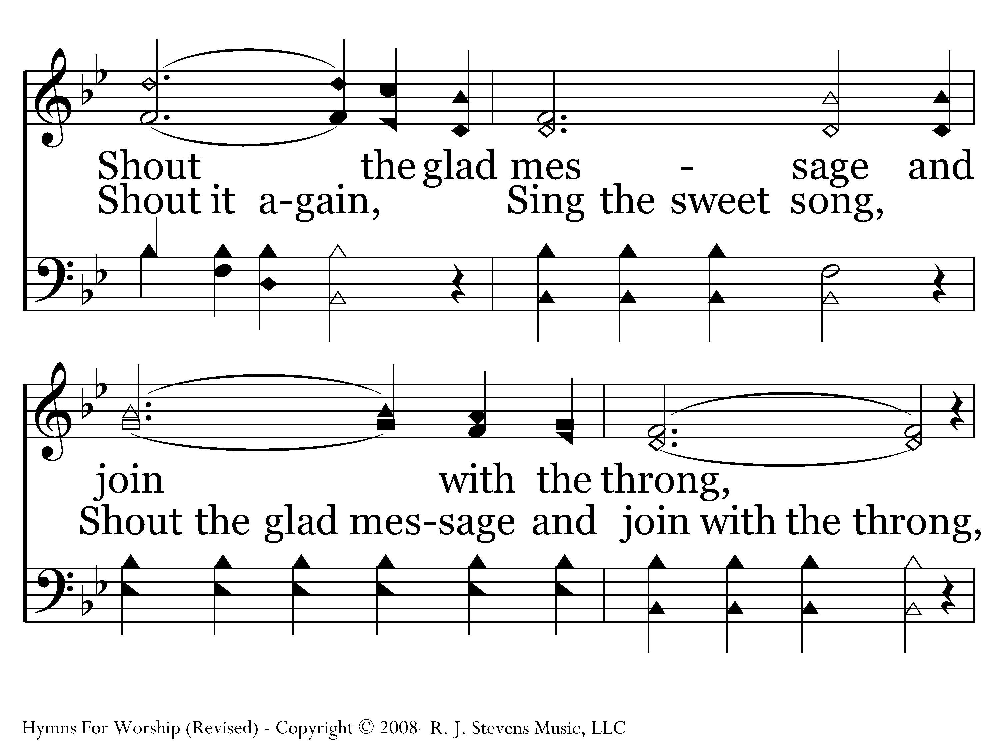 Shout the glad mes - sage and
Shout it a-gain, Sing the sweet song,
join with the throng,
Shout the glad mes-sage and join with the throng,
Hymns For Worship (Revised) - Copyright © 2008 R. J. Stevens Music, LLC